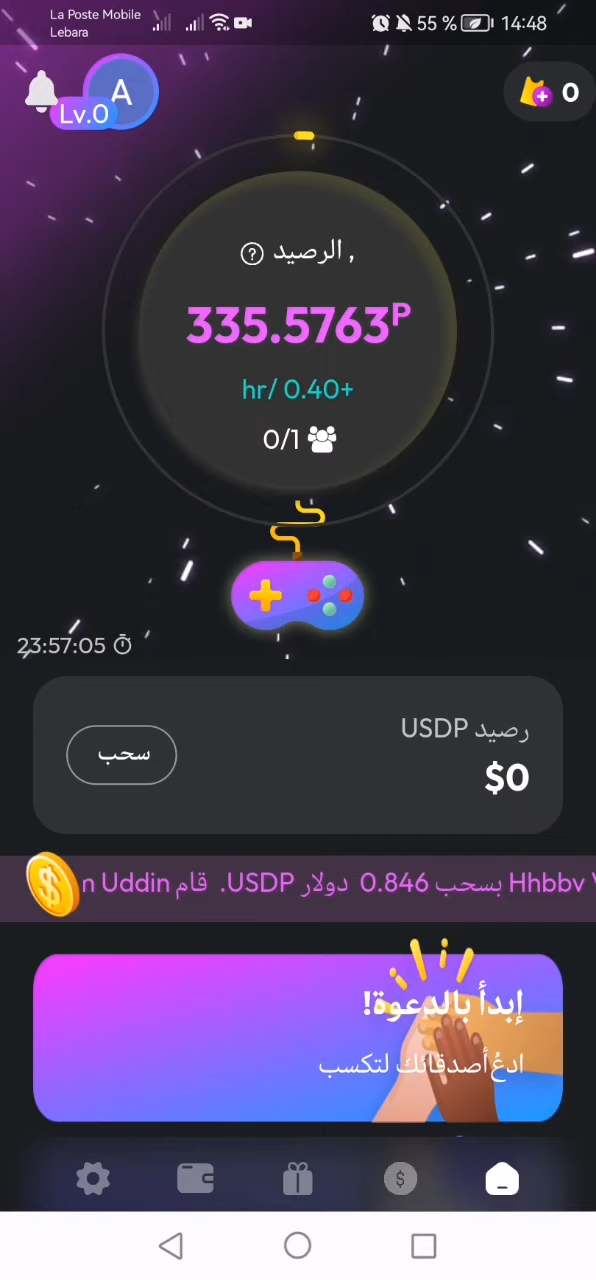 La Poste Mobile
Lebara
55 % 14:48
A
Lv.0
0
الرصيد ,
335.5763P
hr/ 0.40+
0/1
23:57:05
رصيد USDP
$0
سحب
Hhbbv بسحب 0.846 دولار USDP. قام n Uddin
إبدأ بالدعوة!
ادعُ أصدقائك لتكسب